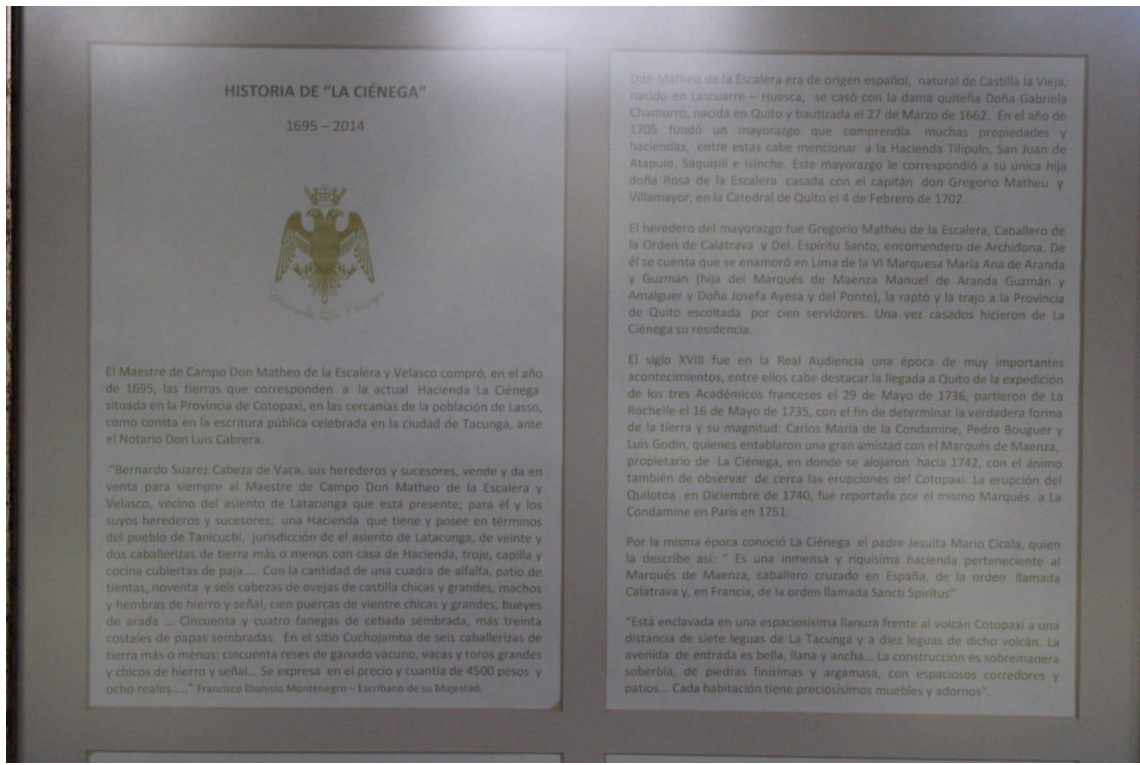 HISTORIA DE “LA CIÉNEGA”
1695 – 2014
Hacienda La Ciénega
El Maestre de Campo Don Matheo de la Escalera y Velasco compró, en el año
de 1695, las tierras que corresponden a la actual Hacienda La Ciénega
situada en la Provincia de Cotopaxi, en las cercanías de la población de Lasso,
como consta en la escritura pública celebrada en la ciudad de Tacunga, ante
el Notario Don Luis Cabrera.
“Bernardo Suarez Cabeza de Vaca, sus herederos y sucesores, vende y da en
venta para siempre al Maestre de Campo Don Matheo de la Escalera y
Velasco, vecino del asiento de Latacunga que está presente; para él y los
suyos herederos y sucesores; una Hacienda que tiene y posee en términos
del pueblo de Tanicuchí, jurisdicción de el asiento de Latacunga, de veinte y
dos caballerizas de tierra más o menos con casa de Hacienda, troje, capilla y
cocina cubiertas de paja..... Con la cantidad de una cuadra de alfalfa, patio de
tientas, noventa y seis cabezas de ovejas de castilla chicas y grandes, machos
y hembras de hierro y señal, cien puercas de vientre chicas y grandes, bueyes
de arada ... Cincuenta y cuatro fanegas de cebada sembrada, más treinta
costales de papas sembradas. En el sitio Cuchojamba de seis caballerizas de
tierra más o menos: cincuenta reses de ganado vacuno, vacas y toros grandes
y chicos de hierro y señal... Se expresa en el precio y cuantía de 4500 pesos y
ocho reales.....” Francisco Dionisio Montenegro – Escribano de su Majestad.
Don Matheo de la Escalera era de origen español, natural de Castilla la Vieja,
nacido en Lascuarre – Huesca, se casó con la dama quiteña Doña Gabriela
Chamorro, nacida en Quito y bautizada el 27 de Marzo de 1662. En el año de
1705 fundó un mayorazgo que comprendía muchas propiedades y
haciendas, entre estas cabe mencionar a la Hacienda Tilipulo, San Juan de
Atapulo, Saquisilí e Isinche. Este mayorazgo le correspondió a su única hija
doña Rosa de la Escalera casada con el capitán don Gregorio Matheu y
Villamayor, en la Catedral de Quito el 4 de Febrero de 1702.
El heredero del mayorazgo fue Gregorio Matheu de la Escalera, Caballero de
la Orden de Calatrava y Del Espíritu Santo, encomendero de Archidona. De
él se cuenta que se enamoró en Lima de la VI Marquesa María Ana de Aranda
y Guzmán (hija del Marqués de Maenza Manuel de Aranda Guzmán y
Amalguer y Doña Josefa Ayesa y del Ponte), la raptó y la trajo a la Provincia
de Quito escoltada por cien servidores. Una vez casados hicieron de La
Ciénega su residencia.
El siglo XVIII fue en la Real Audiencia una época de muy importantes
acontecimientos, entre ellos cabe destacar la llegada a Quito de la expedición
de los tres Académicos franceses el 29 de Mayo de 1736, partieron de La
Rochelle el 16 de Mayo de 1735, con el fin de determinar la verdadera forma
de la tierra y su magnitud: Carlos María de la Condamine, Pedro Bouguer y
Luis Godín, quienes entablaron una gran amistad con el Marqués de Maenza,
propietario de La Ciénega, en donde se alojaron hacia 1742, con el ánimo
también de observar de cerca las erupciones del Cotopaxi. La erupción del
Quilotoa en Diciembre de 1740, fue reportada por el mismo Marqués a La
Condamine en París en 1751.
Por la misma época conoció La Ciénega el padre Jesuita Mario Cicala, quien
la describe así: “ Es una inmensa y riquísima hacienda perteneciente al
Marqués de Maenza, caballero cruzado en España, de la orden llamada
Calatrava y, en Francia, de la orden llamada Sancti Spiritus”
“Está enclavada en una espaciosísima llanura frente al volcán Cotopaxi a una
distancia de siete leguas de La Tacunga y a diez leguas de dicho volcán. La
avenida de entrada es bella, llana y ancha... La construcción es sobremanera
soberbia, de piedras finísimas y argamasa, con espaciosos corredores y
patios... Cada habitación tiene preciosísimos muebles y adornos”.